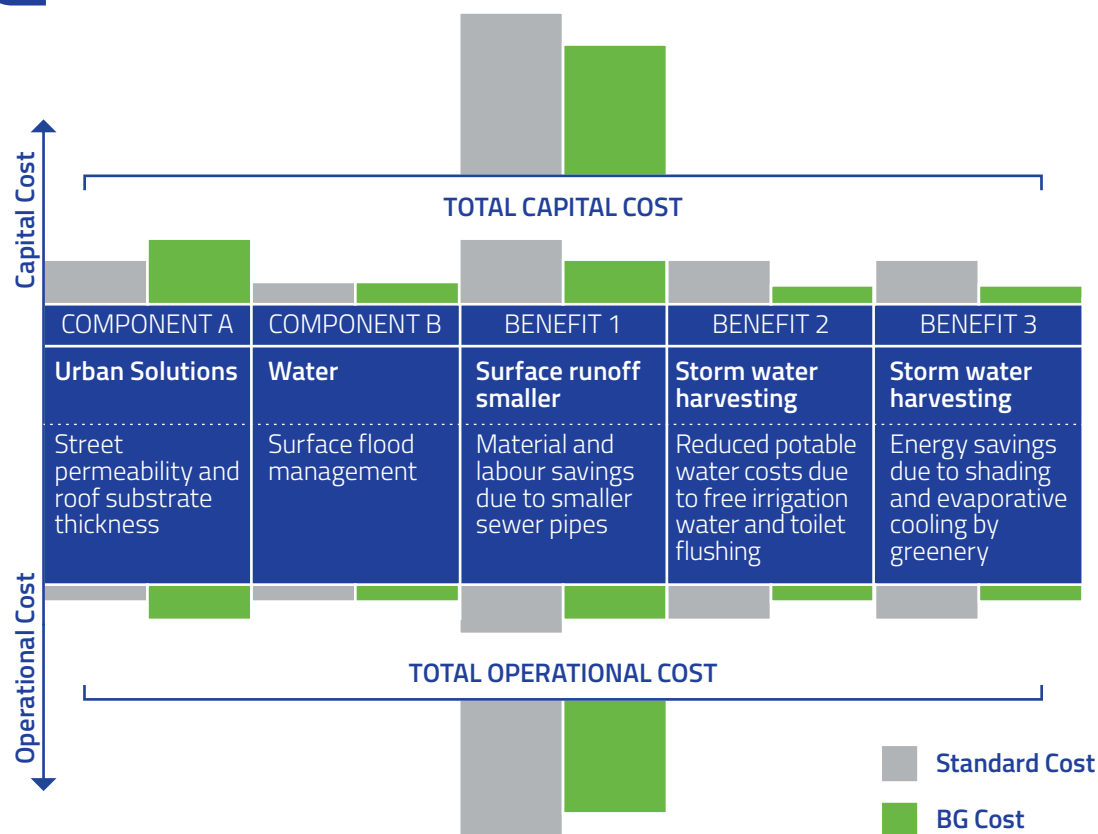 Capital Cost
TOTAL CAPITAL COST
COMPONENT A
COMPONENT B
BENEFIT 1
BENEFIT 2
BENEFIT 3
Urban Solutions
Water
Surface runoff
smaller
Storm water
harvesting
Storm water
harvesting
Street
permeability and
roof substrate
thickness
Surface flood
management
Material and
labour savings
due to smaller
sewer pipes
Reduced potable
water costs due
to free irrigation
water and toilet
flushing
Energy savings
due to shading
and evaporative
cooling by
greenery
Operational Cost
TOTAL OPERATIONAL COST
Standard Cost
BG Cost